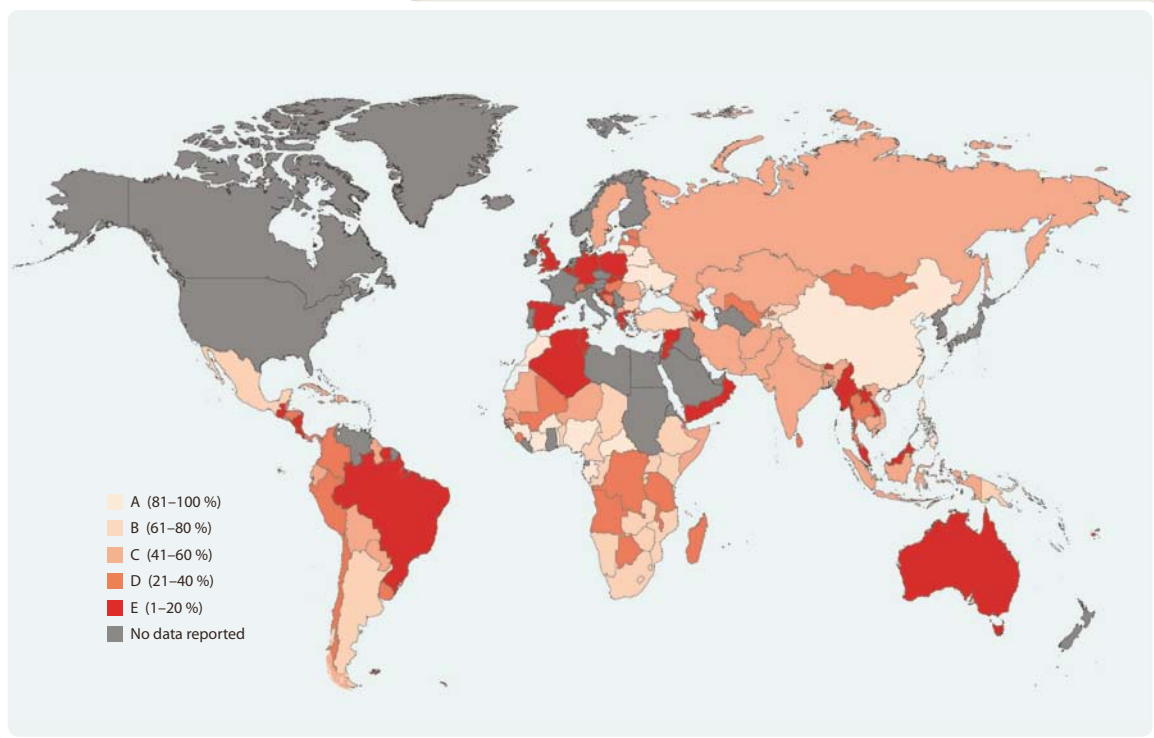 A (81–100 %)
B (61–80 %)
C (41–60 %)
D (21–40 %)
E (1–20 %)
No data reported